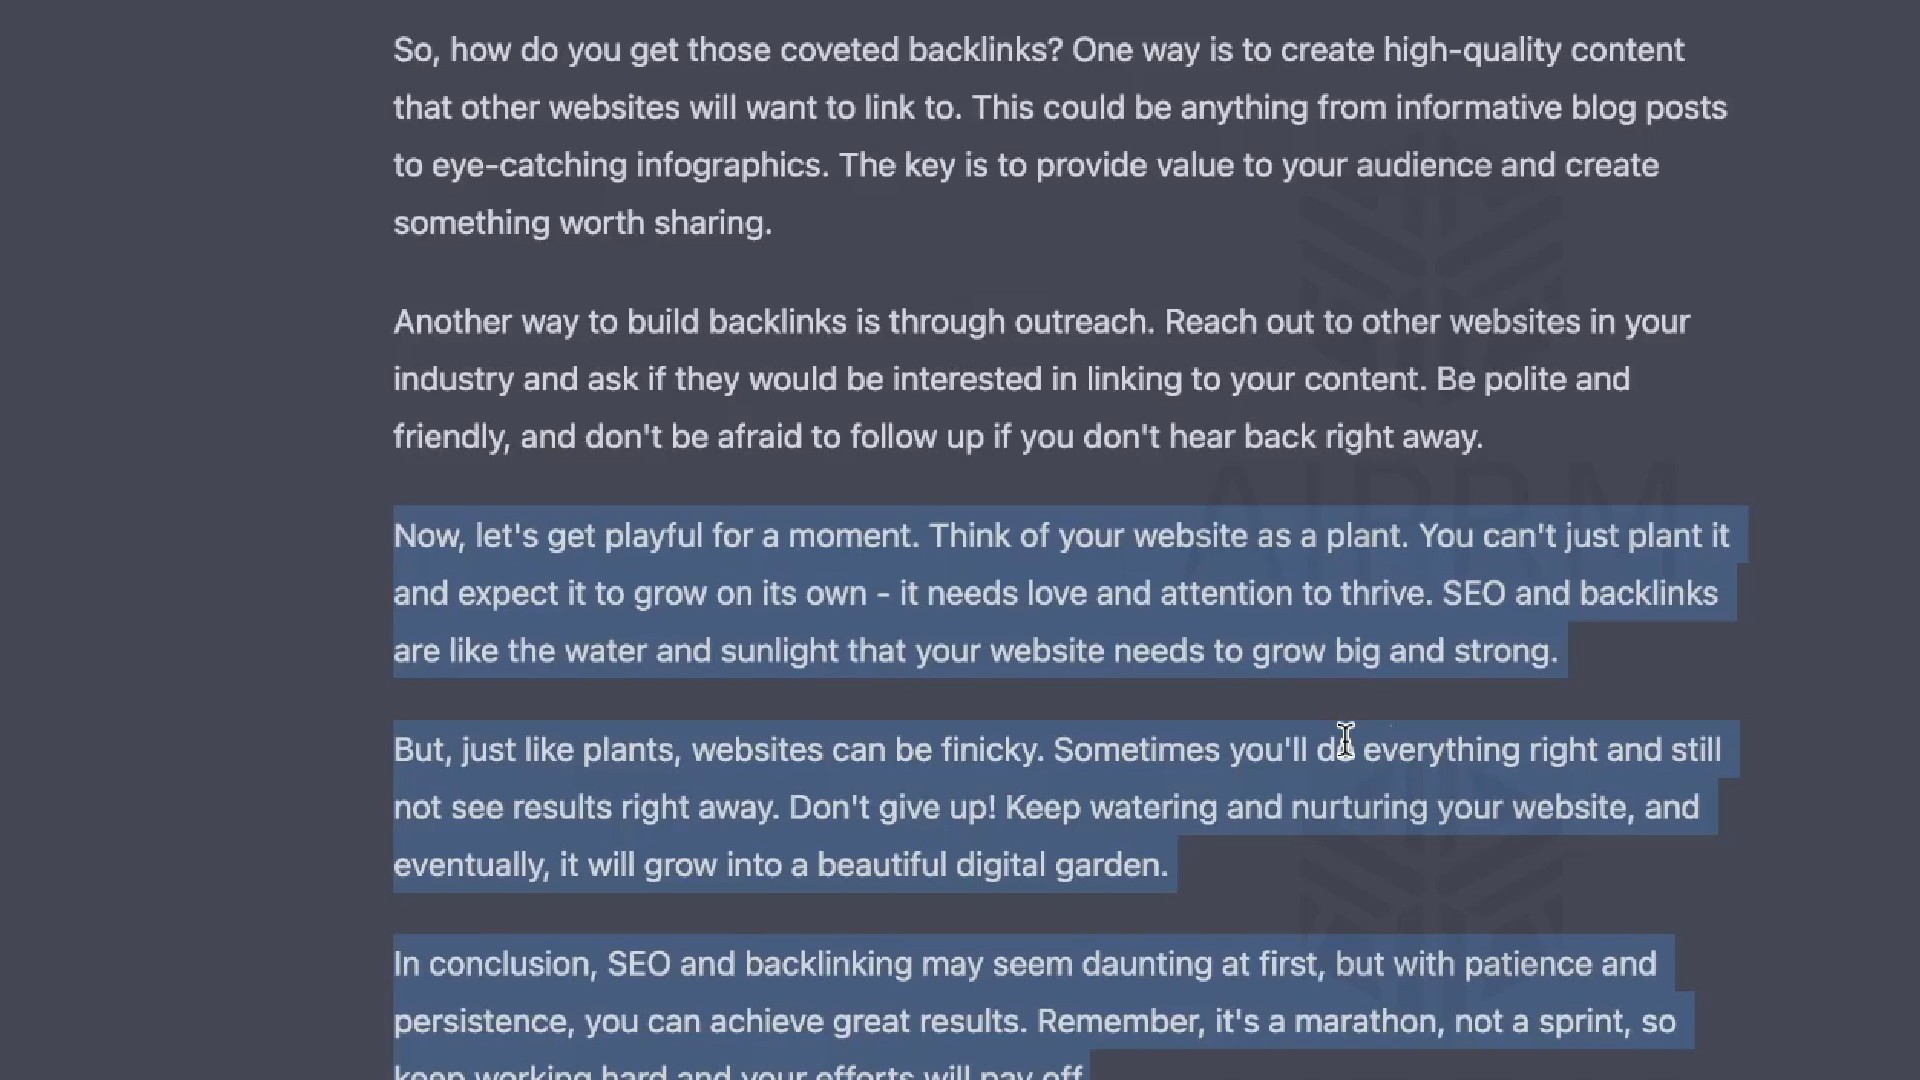 So, how do you get those coveted backlinks? One way is to create high-quality content
that other websites will want to link to. This could be anything from informative blog posts
to eye-catching infographics. The key is to provide value to your audience and create
something worth sharing.
Another way to build backlinks is through outreach. Reach out to other websites in your
industry and ask if they would be interested in linking to your content. Be polite and
friendly, and don't be afraid to follow up if you don't hear back right away.
AIPRM
Now, let's get playful for a moment. Think of your website as a plant. You can't just plant it
and expect it to grow on its own - it needs love and attention to thrive. SEO and backlinks
are like the water and sunlight that your website needs to grow big and strong.
But, just like plants, websites can be finicky. Sometimes you'll do everything right and still
not see results right away. Don't give up! Keep watering and nurturing your website, and
eventually, it will grow into a beautiful digital garden.
In conclusion, SEO and backlinking may seem daunting at first, but with patience and
persistence, you can achieve great results. Remember, it's a marathon, not a sprint, so
keep working hard and your efforts will pay off